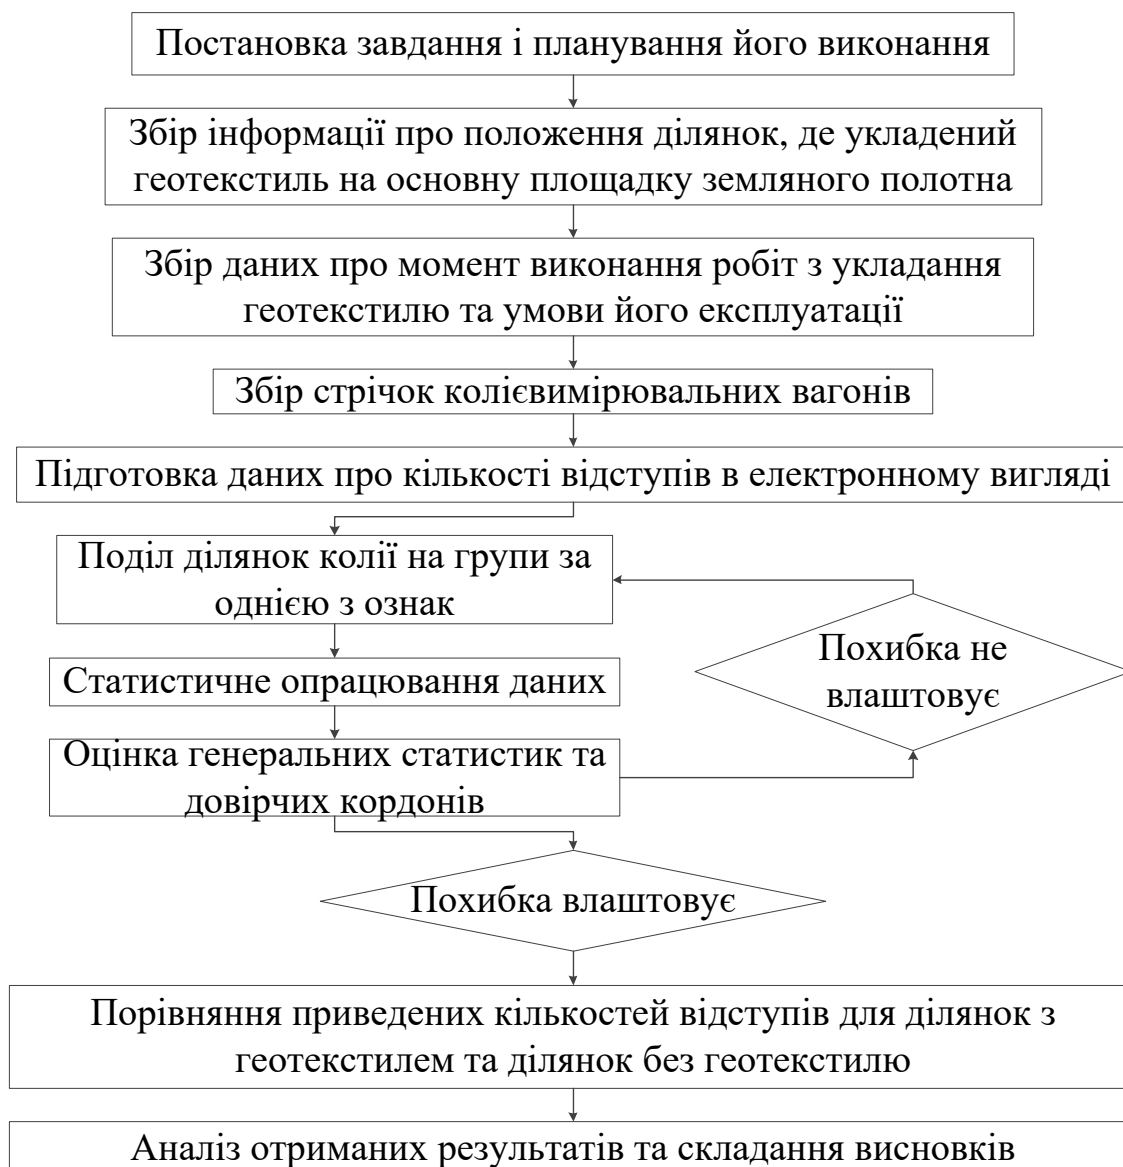 Постановка завдання і планування його виконання
Збір інформації про положення ділянок, де укладений
геотекстиль на основну площадку земляного полотна
Збір даних про момент виконання робіт з укладання
геотекстилю та умови його експлуатації
Збір стрічок колієвимірювальних вагонів
Підготовка даних про кількості відступів в електронному вигляді
Поділ ділянок колії на групи за
однією з ознак
Похибка не
влаштовує
Статистичне опрацювання даних
Оцінка генеральних статистик та
довірчих кордонів
Похибка влаштовує
Порівняння приведених кількостей відступів для ділянок з
геотекстилем та ділянок без геотекстилю
Аналіз отриманих результатів та складання висновків